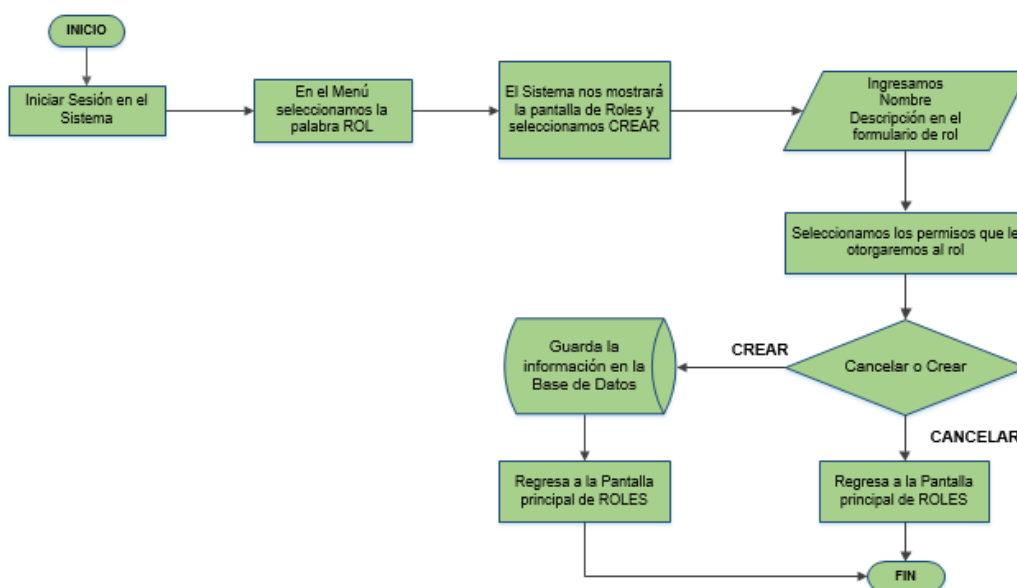 INICIO
Iniciar Sesión en el
Sistema
En el Menú
seleccionamos la
palabra ROL
El Sistema nos mostrará
la pantalla de Roles y
seleccionamos CREAR
Ingresamos
Nombre
Descripción en el
formulario de rol
Seleccionamos los permisos que le
otorgaremos al rol
Cancelar o Crear
CREAR
Guarda la
información en la
Base de Datos
CANCELAR
Regresa a la Pantalla
principal de ROLES
Regresa a la Pantalla
principal de ROLES
FIN